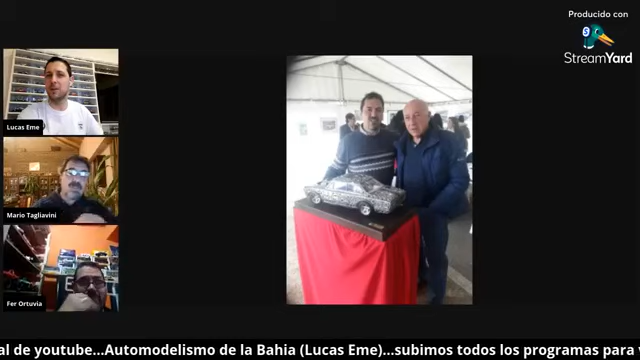 Producido con
StreamYard
Lucas Eme
Mario Tagliavini
Fer Ortuvia
al de youtube...Automodelismo de la Bahia (Lucas Eme)...subimos todos los programas para